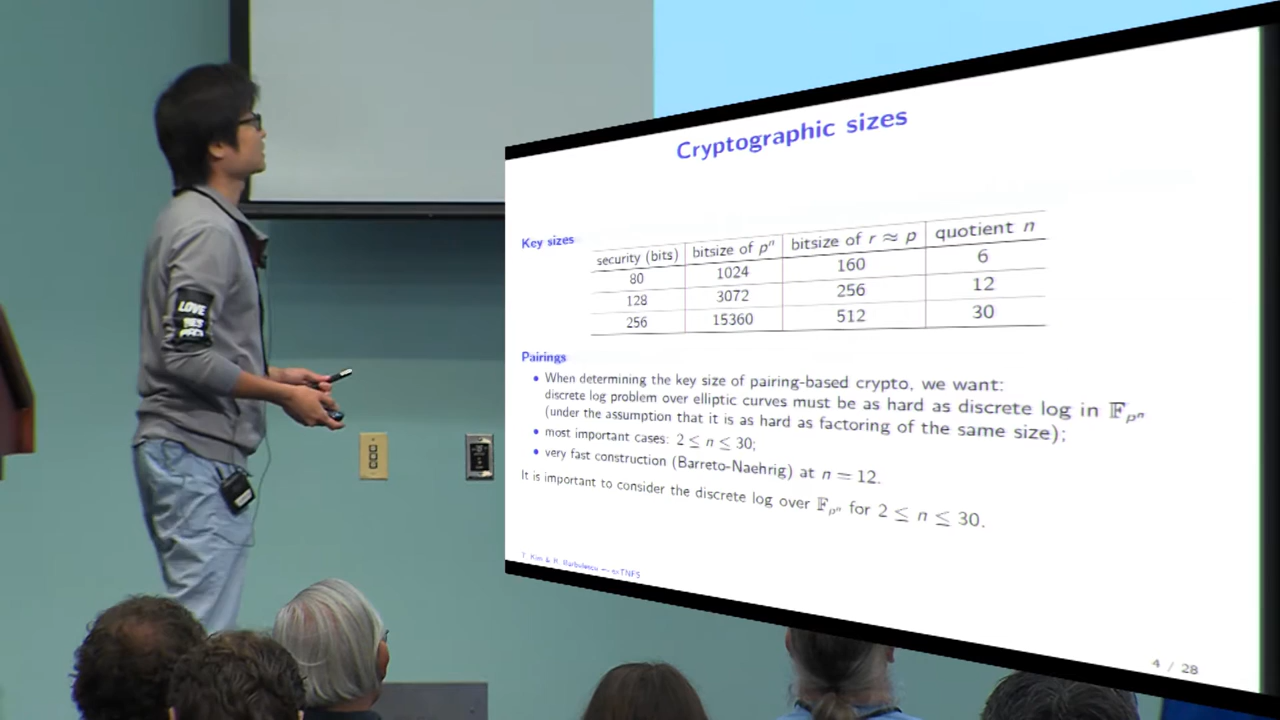 Cryptographic sizes
Key sizes
security (bits) bitsize of pⁿ bitsize of r ≈ p quotient n
80 1024 160 6
128 3072 256 12
256 15360 512 30
Pairings
• When determining the key size of pairing-based crypto, we want:
discrete log problem over elliptic curves must be as hard as discrete log in 𝔽pⁿ
(under the assumption that it is as hard as factoring of the same size);
• most important cases: 2 ≤ n ≤ 30;
• very fast construction (Barreto-Naehrig) at n = 12.
It is important to consider the discrete log over 𝔽pⁿ for 2 ≤ n ≤ 30.
T. Kim & R. Barbulescu — exTNFS
4 / 28
LOVE